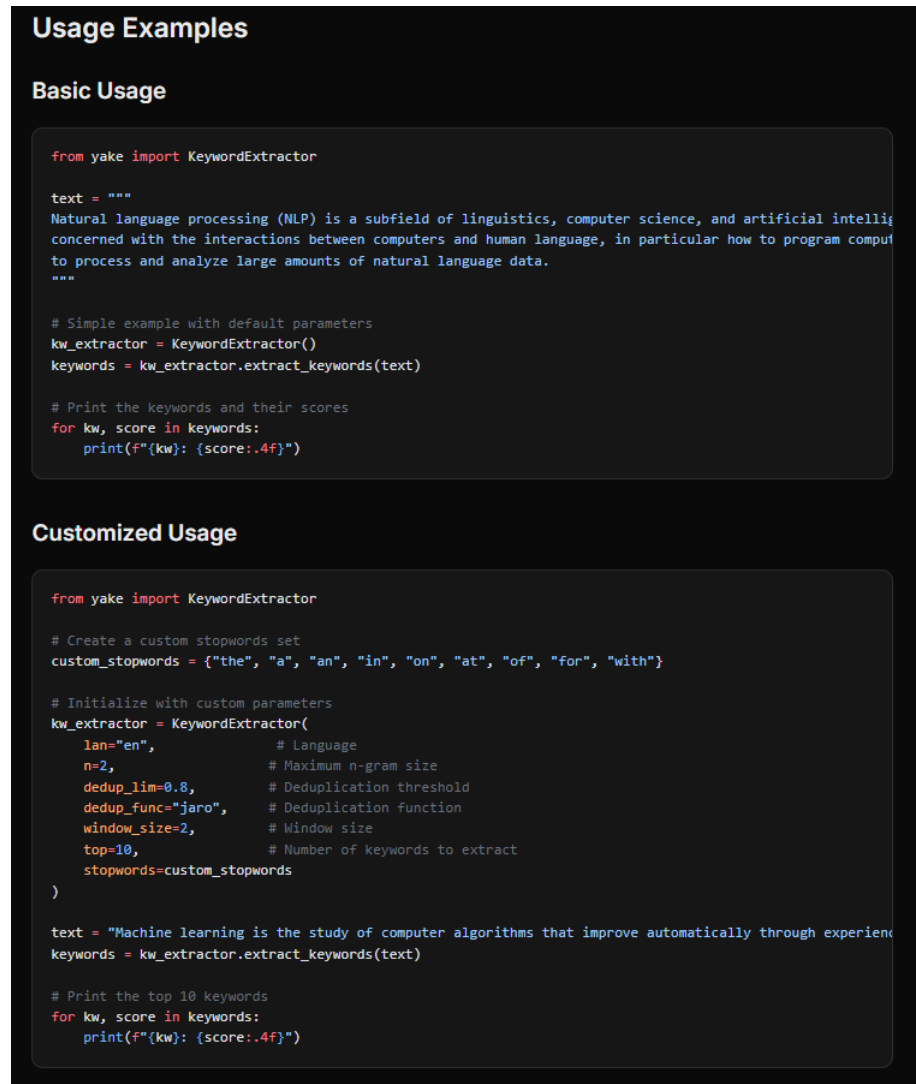 Usage Examples
Basic Usage
from yake import KeywordExtractor
text = """
Natural language processing (NLP) is a subfield of linguistics, computer science, and artificial
concerned with the interactions between computers and human language, in particular how to program
to process and analyze large amounts of natural language data.
"""
# Simple example with default parameters
kw_extractor = KeywordExtractor()
keywords = kw_extractor.extract_keywords(text)
# Print the keywords and their scores
for kw, score in keywords:
    print(f"{kw}: {score:.4f}")
Customized Usage
from yake import KeywordExtractor
# Create a custom stopwords set
custom_stopwords = {"the", "a", "an", "in", "on", "at", "of", "for", "with"}
# Initialize with custom parameters
kw_extractor = KeywordExtractor(
    lan="en",               # Language
    n=2,                   # Maximum n-gram size
    dedup_lim=0.8,         # Deduplication threshold
    dedup_func="jaro",     # Deduplication function
    window_size=2,         # Window size
    top=10,                # Number of keywords to extract
    stopwords=custom_stopwords
)
text = "Machine learning is the study of computer algorithms that improve automatically through
keywords = kw_extractor.extract_keywords(text)
# Print the top 10 keywords
for kw, score in keywords:
    print(f"{kw}: {score:.4f}")